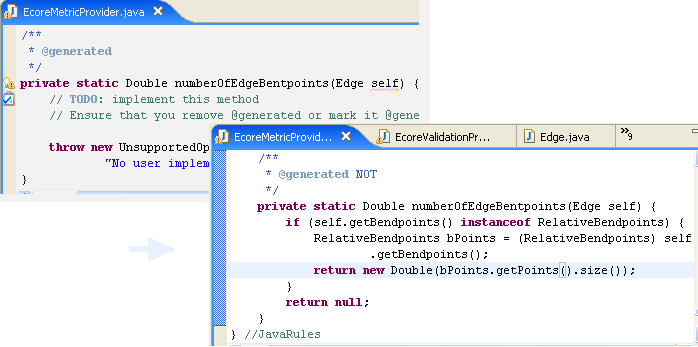 EcoreMetricProvider.java
/**
* @generated
*/
private static Double numberOfEdgeBentpoints(Edge self) {
// TODO: implement this method
// Ensure that you remove @generated or mark it @gene
throw new UnsupportedOp
"No user implem
}
EcoreMetricProvid... EcoreValidationPr... Edge.java »9
/**
* @generated NOT
*/
private static Double numberOfEdgeBentpoints(Edge self) {
if (self.getBendpoints() instanceof RelativeBendpoints) {
RelativeBendpoints bPoints = (RelativeBendpoints) self
.getBendpoints();
return new Double(bPoints.getPoints().size());
}
return null;
}
} //JavaRules